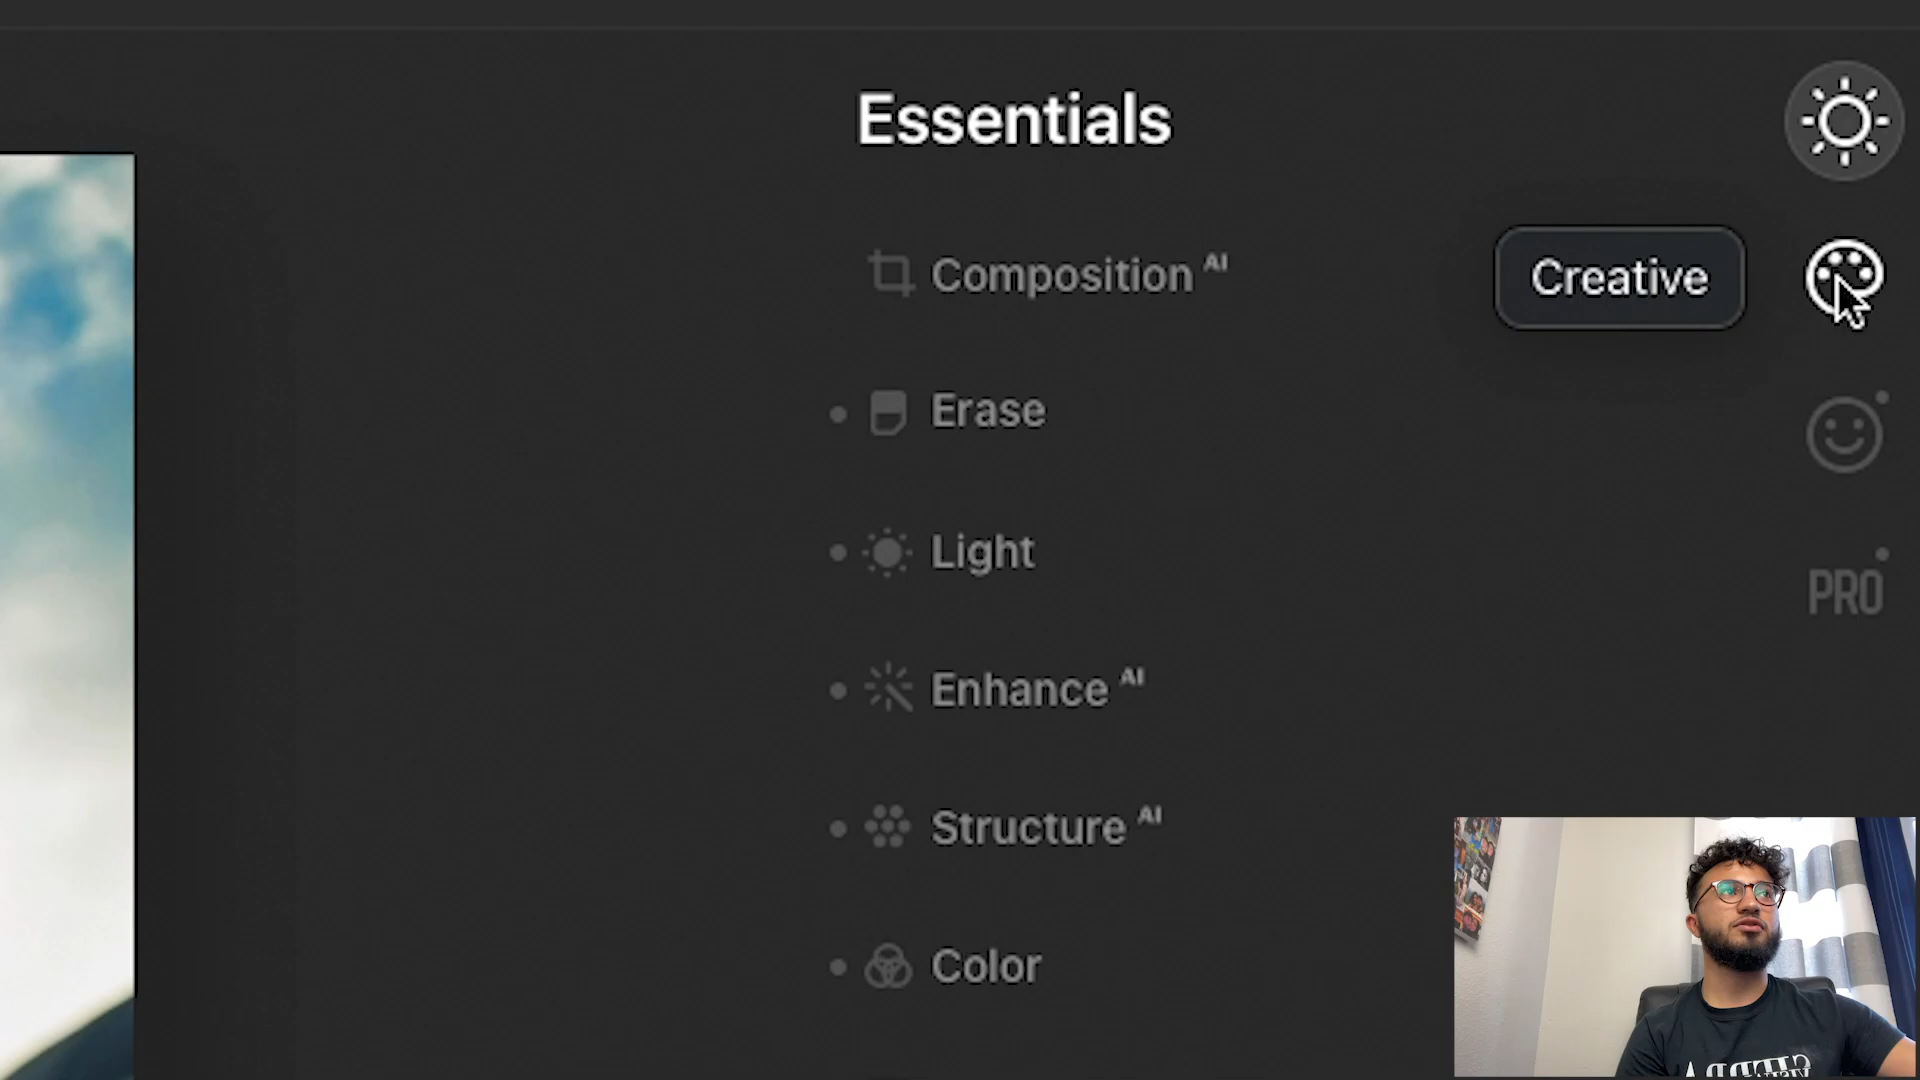 Essentials
Composition AI
Creative
Erase
Light
PRO
Enhance AI
Structure AI
Color